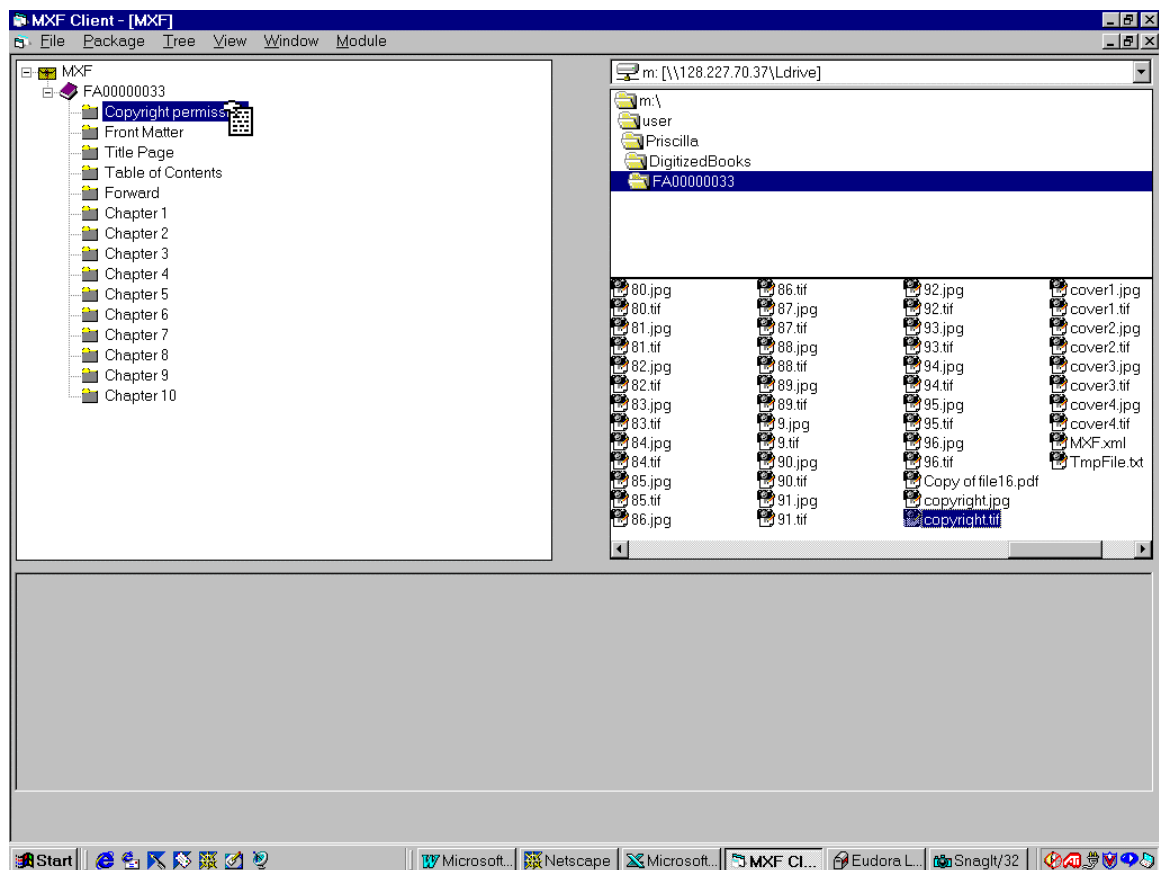 MXF Client - [MXF]
File Package Tree View Window Module
MXF
FA00000033
Copyright
Front Matter
Title Page
Table of Contents
Forward
Chapter 1
Chapter 2
Chapter 3
Chapter 4
Chapter 5
Chapter 6
Chapter 7
Chapter 8
Chapter 9
Chapter 10
m: [\\128.227.70.37\Ldrive]
m:\
user
Priscilla
DigitizedBooks
FA00000033
80.jpg 86.tif 92.jpg cover1.jpg
80.tif 87.jpg 92.tif cover1.tif
81.jpg 87.tif 93.jpg cover2.jpg
81.tif 88.jpg 93.tif cover2.tif
82.jpg 88.tif 94.jpg cover3.jpg
82.tif 89.jpg 94.tif cover3.tif
83.jpg 89.tif 95.jpg cover4.jpg
83.tif 9.jpg 95.tif cover4.tif
84.jpg 9.tif 96.jpg MXF.xml
84.tif 90.jpg 96.tif TmpFile.txt
85.jpg 90.tif Copy of file16.pdf
85.tif 91.jpg copyright.jpg
86.jpg 91.tif copyright.tif
Start Microsoft... Netscape Microsoft... MXF Cl... Eudora L... SnagIt/32